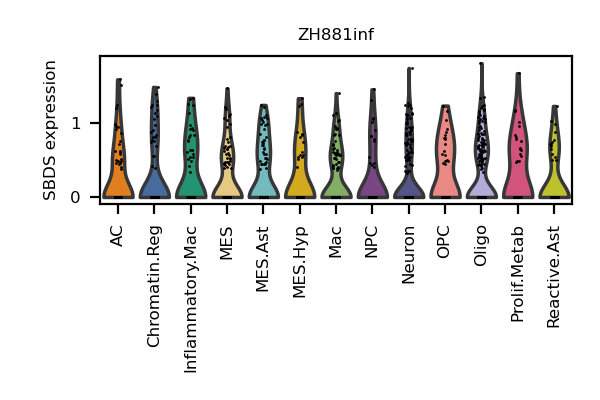 ZH881inf
SBDS expression
1
0
AC
Chromatin.Reg
Inflammatory.Mac
MES
MES.Ast
MES.Hyp
Mac
NPC
Neuron
OPC
Oligo
Prolif.Metab
Reactive.Ast